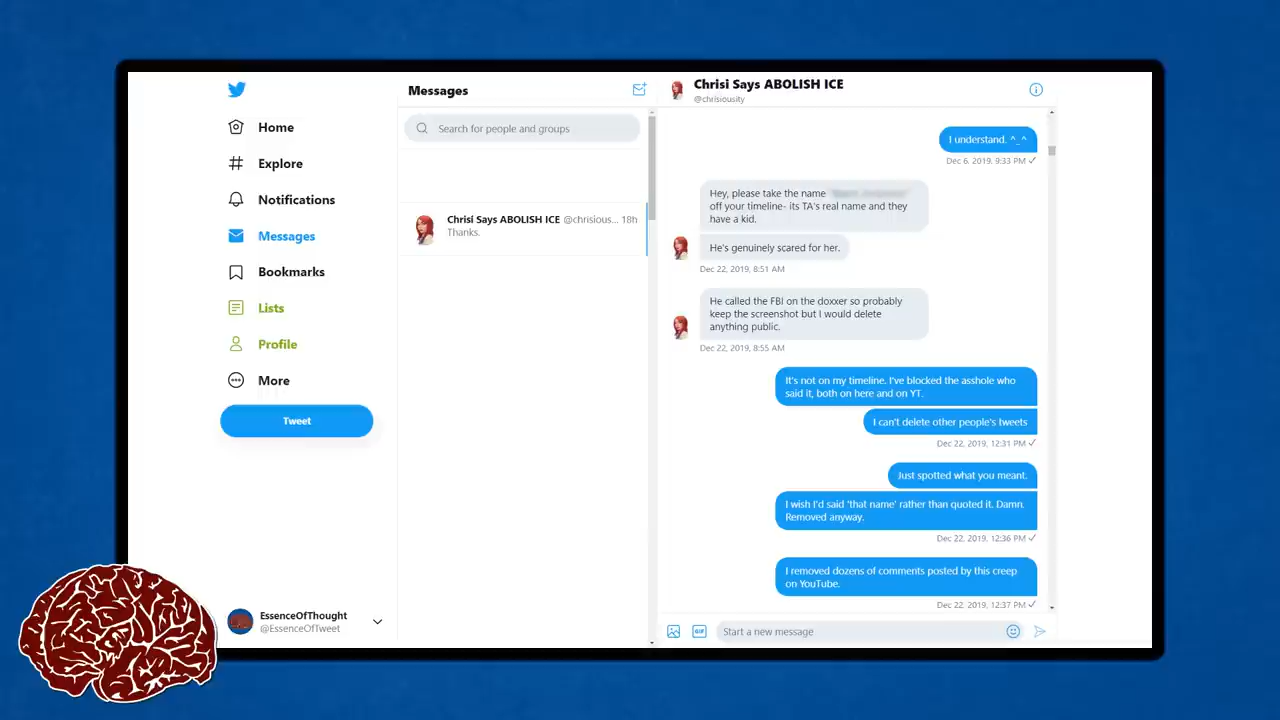 Home
Explore
Notifications
Messages
Bookmarks
Lists
Profile
More
Tweet
EssenceOfThought
@EssenceOfTweet
Messages
Search for people and groups
Chrisi Says ABOLISH ICE @chrisious... 18h
Thanks.
Chrisi Says ABOLISH ICE
@chrisiousity
I understand. ^_^
Dec 6, 2019, 9:33 PM ✓
Hey, please take the name
off your timeline- its TA's real name and they
have a kid.
He's genuinely scared for her.
Dec 22, 2019, 8:51 AM
He called the FBI on the doxxer so probably
keep the screenshot but I would delete
anything public.
Dec 22, 2019, 8:55 AM
It's not on my timeline. I've blocked the asshole who
said it, both on here and on YT.
I can't delete other people's tweets
Dec 22, 2019, 12:31 PM ✓
Just spotted what you meant.
I wish I'd said 'that name' rather than quoted it. Damn.
Removed anyway.
Dec 22, 2019, 12:36 PM ✓
I removed dozens of comments posted by this creep
on YouTube.
Dec 22, 2019, 12:37 PM ✓
GIF
Start a new message